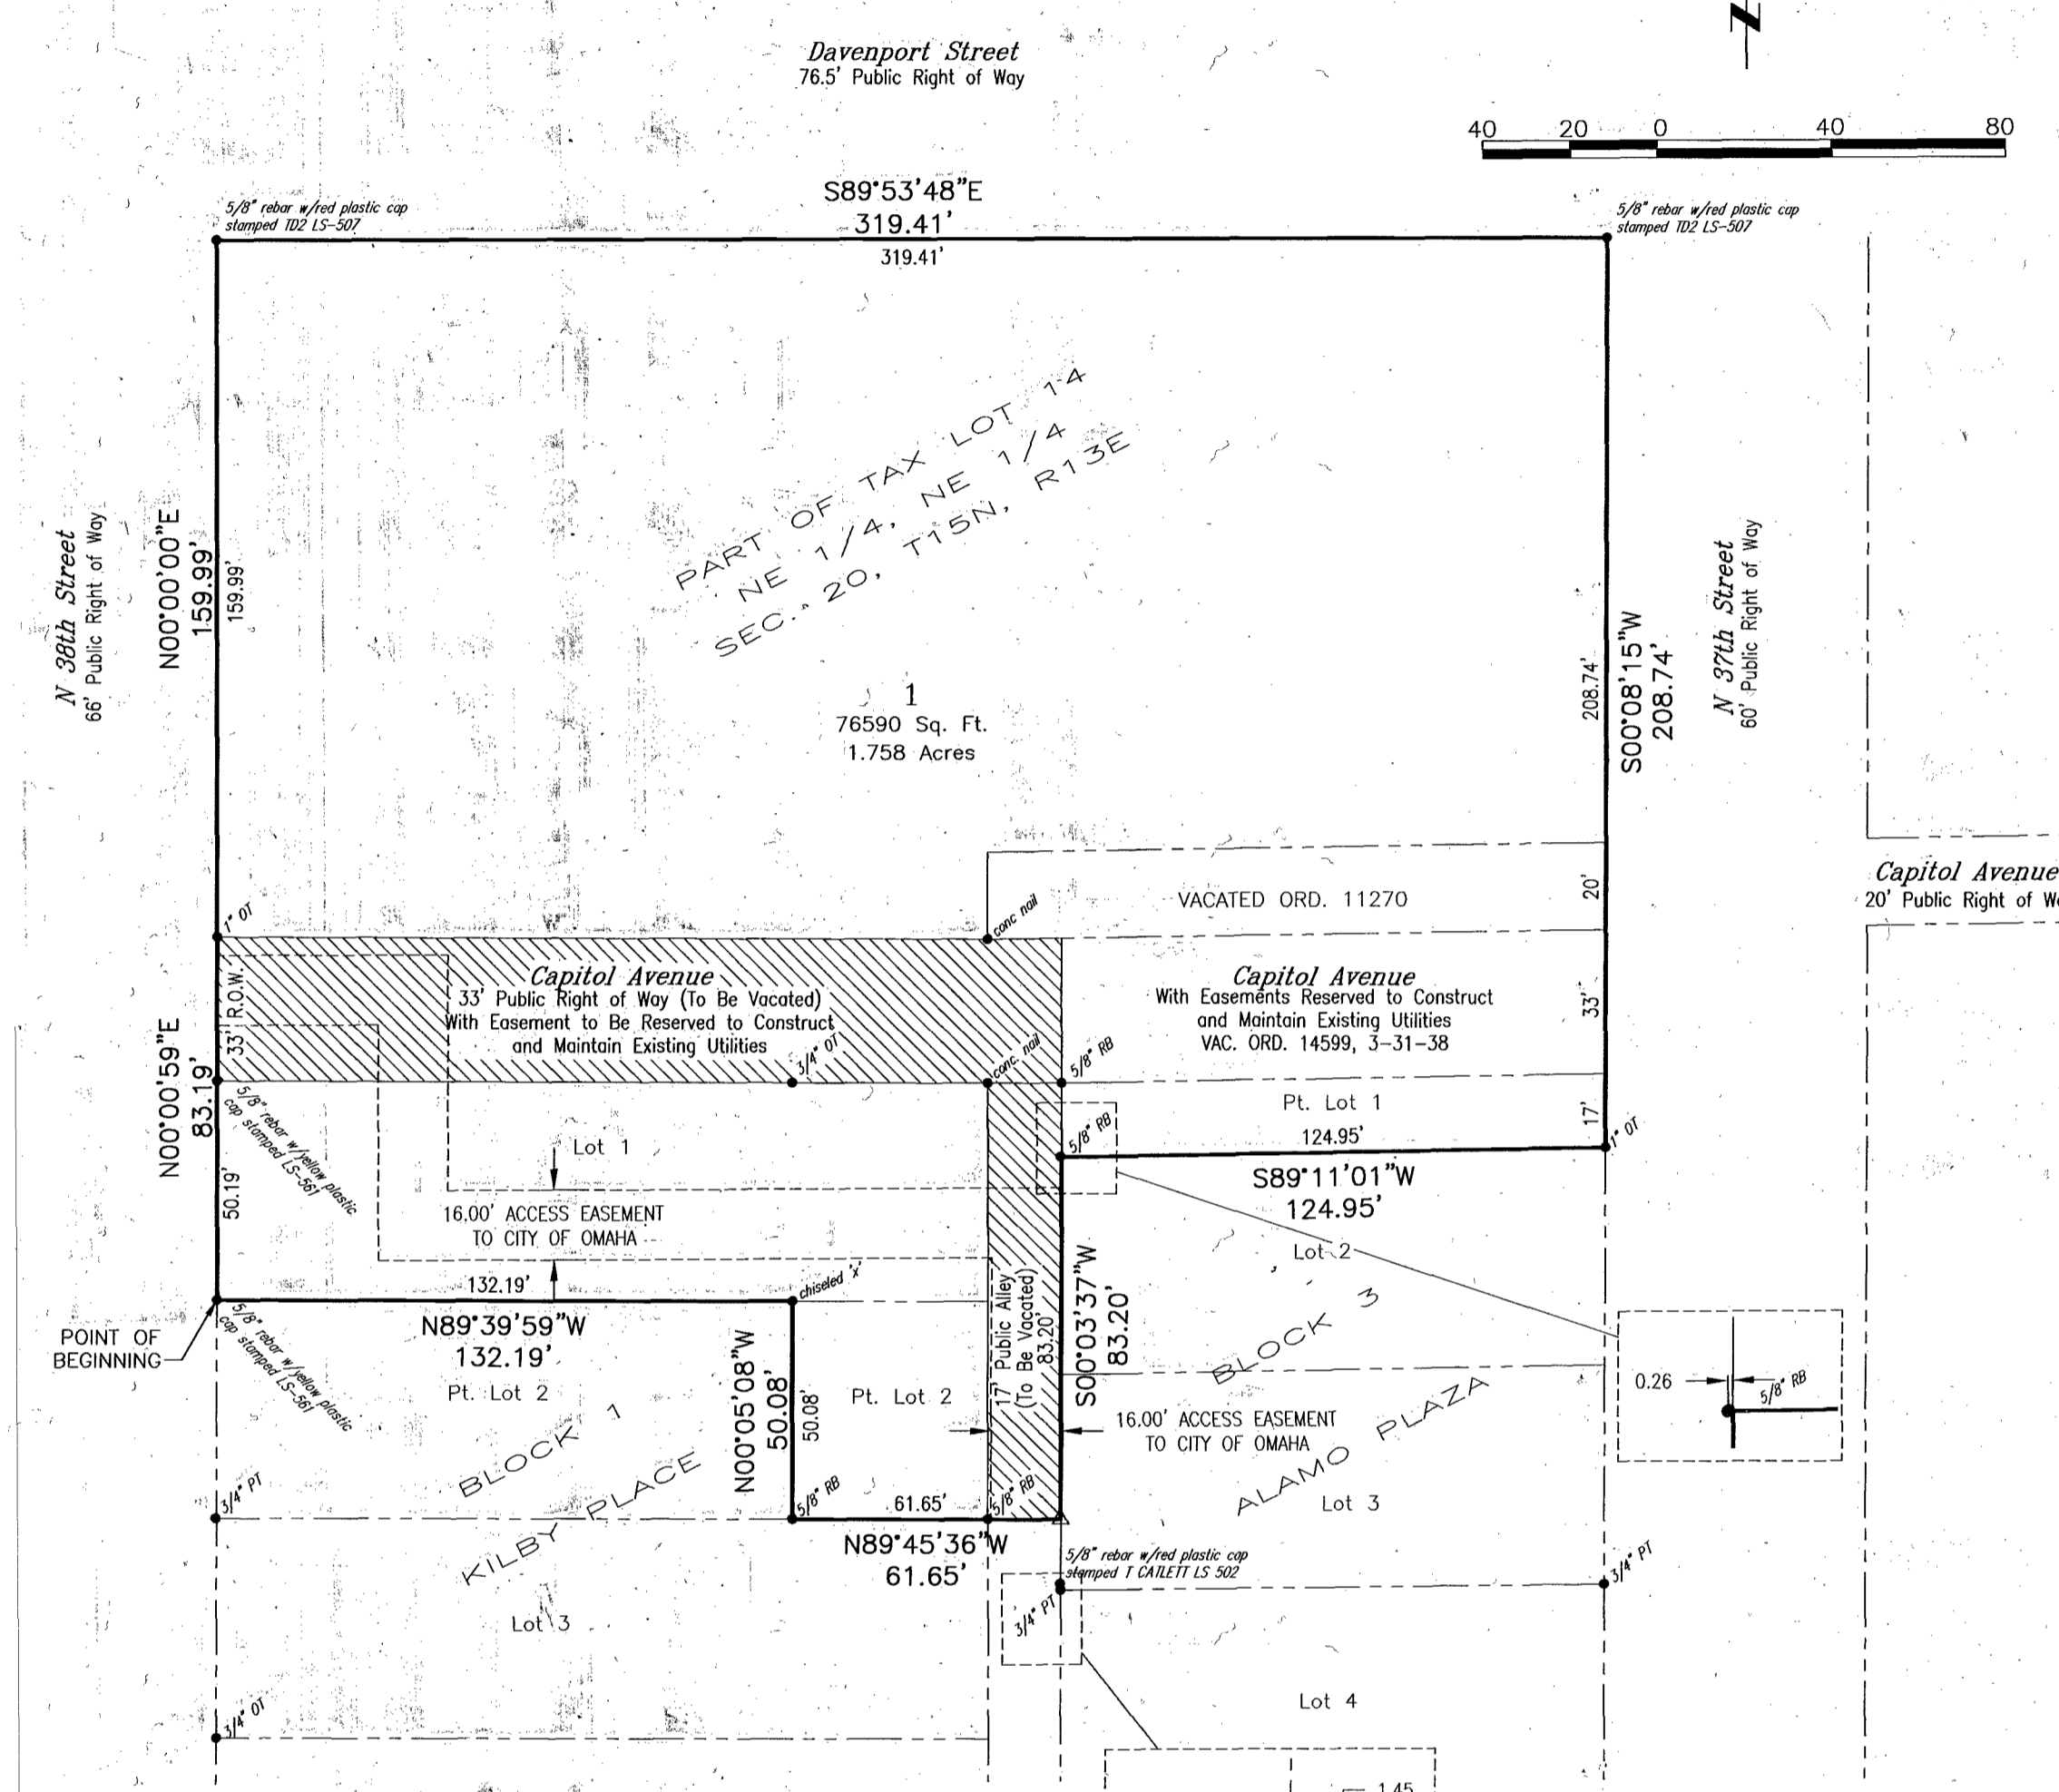 N
Davenport Street
76.5' Public Right of Way
40 20 0 40 80
S89°53'48"E
319.41'
319.41'
5/8" rebar w/red plastic cap
stamped TD2 LS-507
5/8" rebar w/red plastic cap
stamped TD2 LS-507
PART OF TAX LOT 14
NE 1/4, NE 1/4
SEC. 20, T15N, R13E
N 38th Street
66' Public Right of Way
N00°00'00"E
159.99'
159.99'
1
76590 Sq. Ft.
1.758 Acres
208.74'
S00°08'15"W
208.74'
N 37th Street
60' Public Right of Way
VACATED ORD. 11270
20'
Capitol Avenue
20' Public Right of W
1" OT
conc nail
33' R.O.W.
Capitol Avenue
33' Public Right of Way (To Be Vacated)
With Easement to Be Reserved to Construct
and Maintain Existing Utilities
3/4" OT
conc. nail
5/8" RB
Capitol Avenue
With Easements Reserved to Construct
and Maintain Existing Utilities
VAC. ORD. 14599, 3-31-38
33'
N00°00'59"E
83.19'
50.19'
5/8" rebar w/yellow plastic
cap stamped LS-561
Lot 1
5/8" RB
Pt. Lot 1
17'
1" OT
124.95'
S89°11'01"W
124.95'
16.00' ACCESS EASEMENT
TO CITY OF OMAHA
Lot 2
132.19'
chiseled 'x'
N89°39'59"W
132.19'
POINT OF
BEGINNING
5/8" rebar w/yellow plastic
cap stamped LS-561
Pt. Lot 2
N00°05'08"W
50.08'
50.08'
Pt. Lot 2
17' Public Alley
(To Be Vacated)
83.20'
S00°03'37"W
83.20'
BLOCK 3
ALAMO PLAZA
0.26
5/8" RB
16.00' ACCESS EASEMENT
TO CITY OF OMAHA
BLOCK 1
KILBY PLACE
3/4" PT
5/8" RB
61.65'
5/8" RB
Lot 3
N89°45'36"W
61.65'
5/8" rebar w/red plastic cap
stamped T CATLETT LS 502
3/4" PT
3/4" PT
Lot 3
Lot 4
3/4" OT
1.45